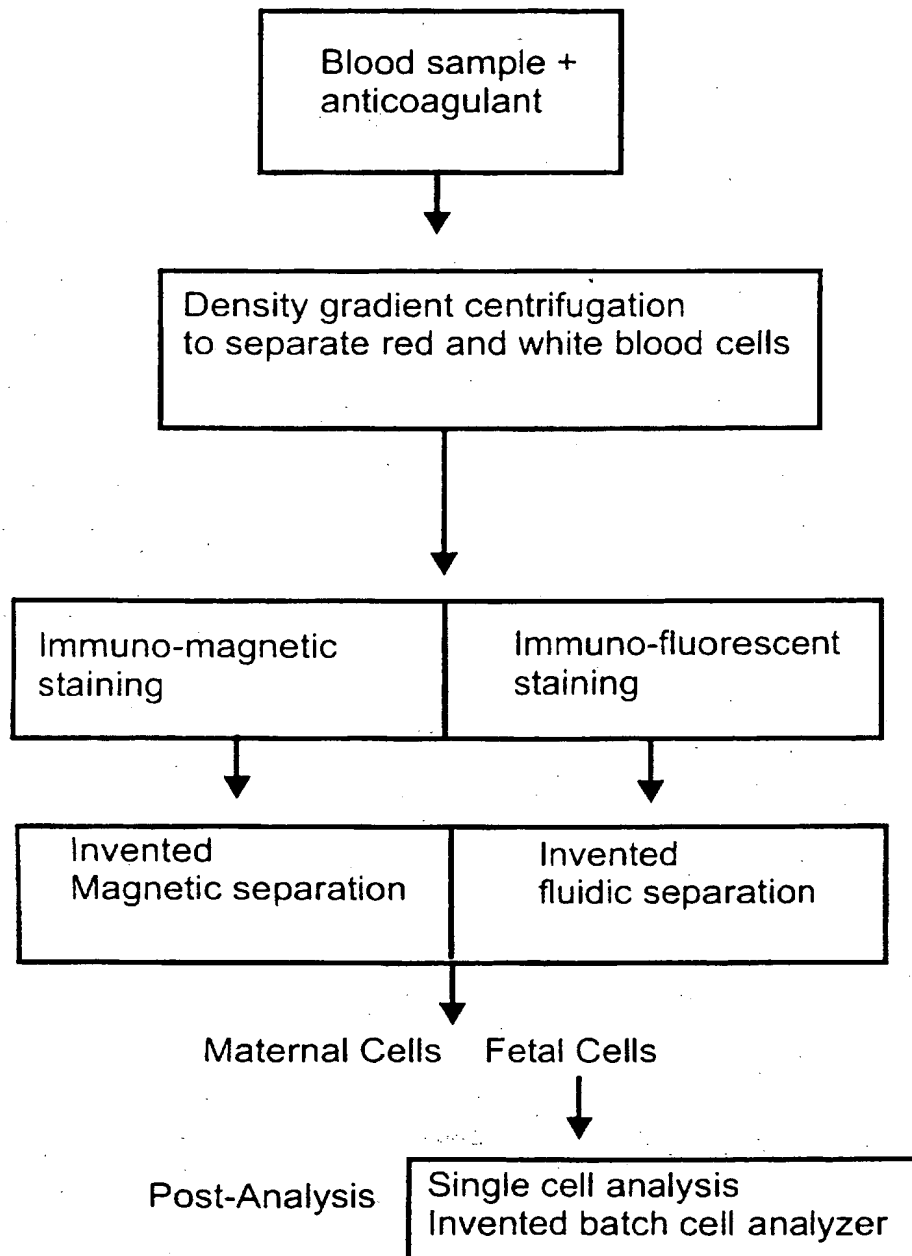 Blood sample +
anticoagulant
Density gradient centrifugation
to separate red and white blood cells
Immuno-magnetic
staining
Immuno-fluorescent
staining
Invented
Magnetic separation
Invented
fluidic separation
Maternal Cells Fetal Cells
Post-Analysis
Single cell analysis
Invented batch cell analyzer